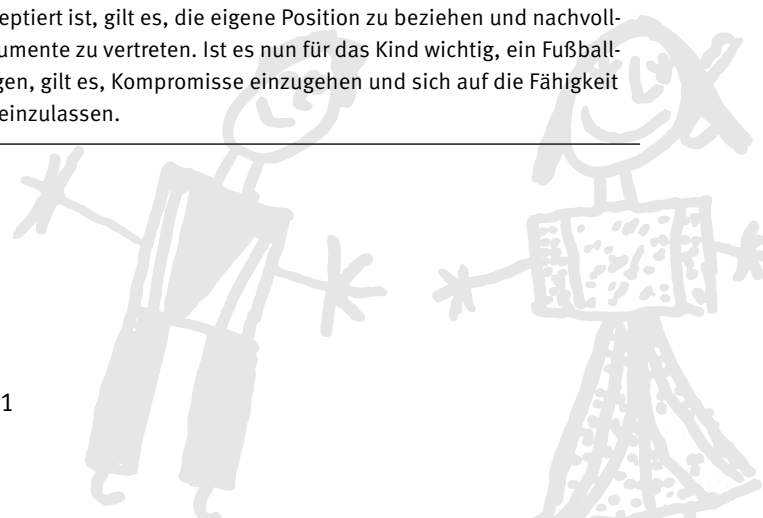 eptiert ist, gilt es, die eigene Position zu beziehen und nachvoll-
umente zu vertreten. Ist es nun für das Kind wichtig, ein Fußball-
gen, gilt es, Kompromisse einzugehen und sich auf die Fähigkeit
einzulassen.
1